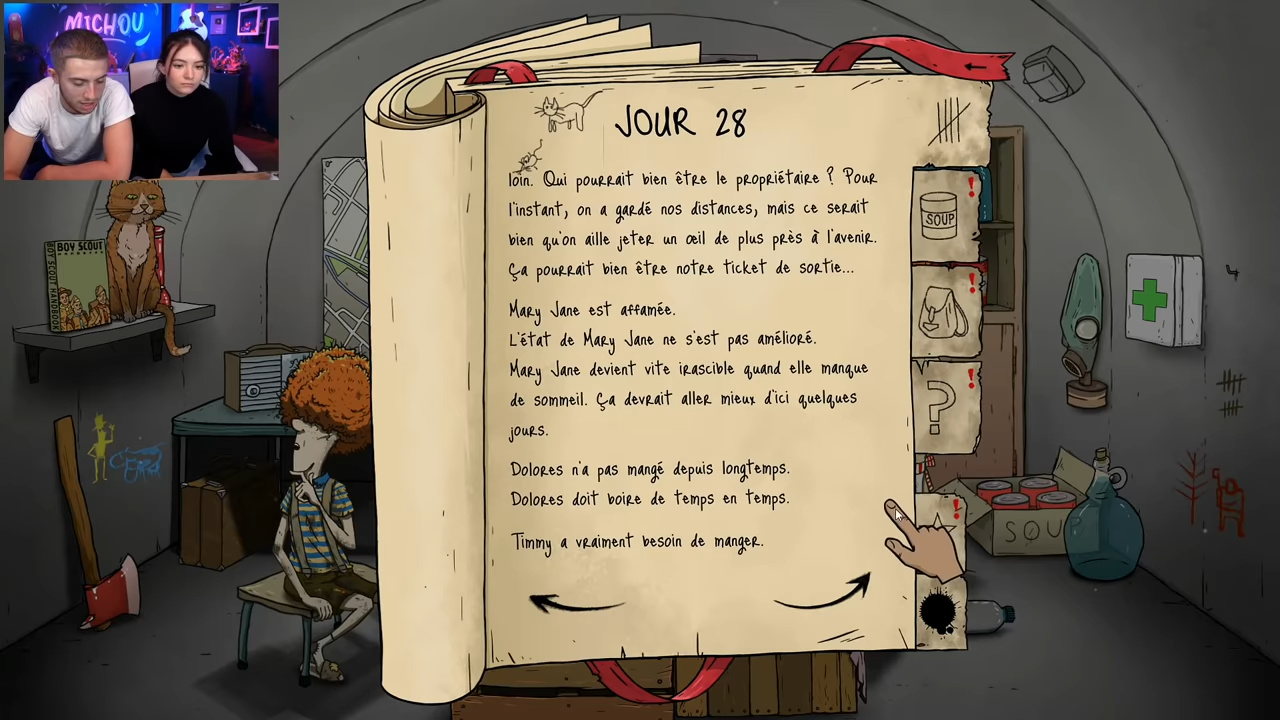 MICHOU
JOUR 28
loin. Qui pourrait bien être le propriétaire ? Pour
l'instant, on a gardé nos distances, mais ce serait
bien qu'on aille jeter un œil de plus près à l'avenir.
Ça pourrait bien être notre ticket de sortie...
Mary Jane est affamée.
L'état de Mary Jane ne s'est pas amélioré.
Mary Jane devient vite irascible quand elle manque
de sommeil. Ça devrait aller mieux d'ici quelques
jours.
Dolores n'a pas mangé depuis longtemps.
Dolores doit boire de temps en temps.
Timmy a vraiment besoin de manger.
SOUP
?
BOY SCOUT
BOY SCOUT HANDBOOK
SOUP